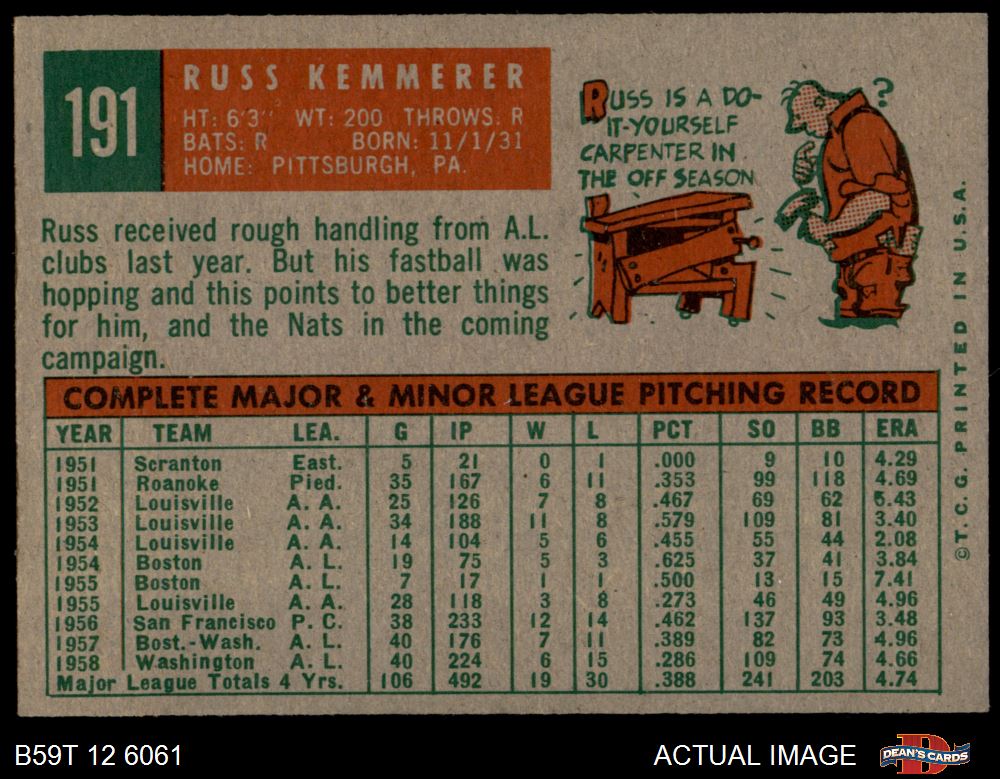 191
RUSS KEMMERER
HT: 6'3" WT: 200 THROWS: R
BATS: R BORN: 11/1/31
HOME: PITTSBURGH, PA.
RUSS IS A DO-
IT-YOURSELF
CARPENTER IN
THE OFF SEASON
?
Russ received rough handling from A.L.
clubs last year. But his fastball was
hopping and this points to better things
for him, and the Nats in the coming
campaign.
COMPLETE MAJOR & MINOR LEAGUE PITCHING RECORD
YEAR TEAM LEA. G IP W L PCT SO BB ERA
1951 Scranton East. 5 21 0 1 .000 9 10 4.29
1951 Roanoke Pied. 35 167 6 11 .353 99 118 4.69
1952 Louisville A. A. 25 126 7 8 .467 69 62 5.43
1953 Louisville A. A. 34 188 11 8 .579 109 81 3.40
1954 Louisville A. A. 14 104 5 6 .455 55 44 2.08
1954 Boston A. L. 19 75 5 3 .625 37 41 3.84
1955 Boston A. L. 7 17 1 1 .500 13 15 7.41
1955 Louisville A. A. 28 118 3 8 .273 46 49 4.96
1956 San Francisco P. C. 38 233 12 14 .462 137 93 3.48
1957 Bost.-Wash. A. L. 40 176 7 11 .389 82 73 4.96
1958 Washington A. L. 40 224 6 15 .286 109 74 4.66
Major League Totals 4 Yrs. 106 492 19 30 .388 241 203 4.74
©T.C.G. PRINTED IN U.S.A.
B59T 12 6061
ACTUAL IMAGE
DEAN'S CARDS